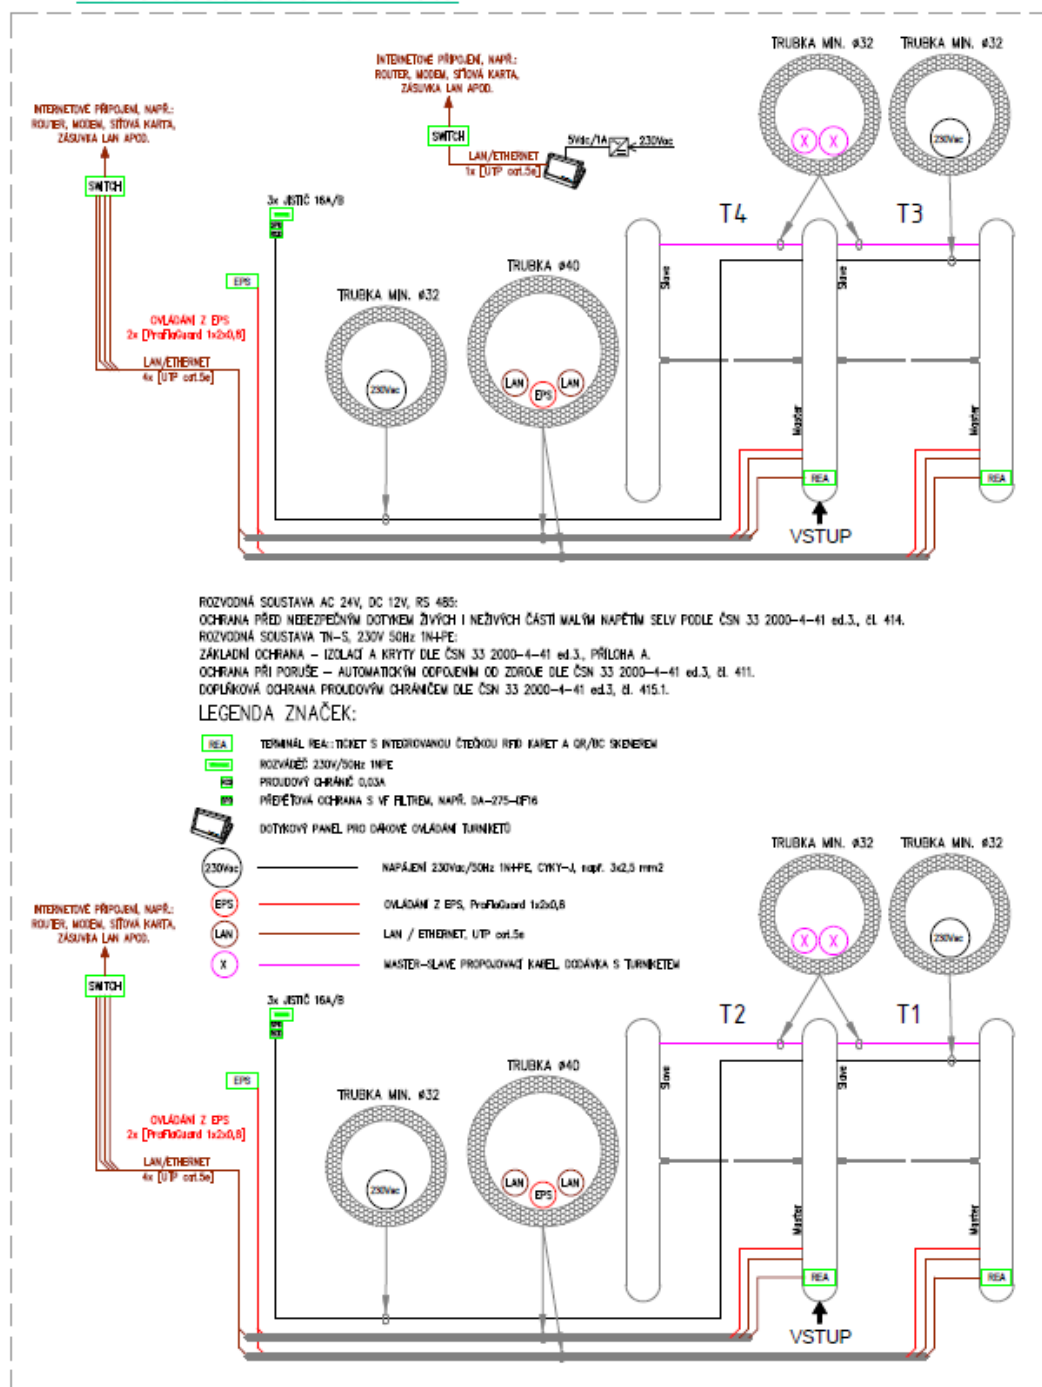 TRUBKA MIN. ø32
TRUBKA MIN. ø32
INTERNETOVÉ PŘIPOJENÍ, NAPŘ.:
ROUTER, MODEM, SÍŤOVÁ KARTA,
ZÁSUVKA LAN APOD.
INTERNETOVÉ PŘIPOJENÍ, NAPŘ.:
ROUTER, MODEM, SÍŤOVÁ KARTA,
ZÁSUVKA LAN APOD.
SWITCH
5Vdc/1A
230Vac
LAN/ETHERNET
1x [UTP cat.5e]
X
X
230Vac
SWITCH
3x JISTIČ 16A/B
T4
T3
TRUBKA ø40
EPS
TRUBKA MIN. ø32
Slave
Slave
OVLÁDÁNÍ Z EPS
2x [ProFlaGuard 1x2x0,8]
LAN/ETHERNET
4x [UTP cat.5e]
230Vac
LAN
EPS
LAN
Master
Master
REA
REA
VSTUP
ROZVODNÁ SOUSTAVA AC 24V, DC 12V, RS 485:
OCHRANA PŘED NEBEZPEČNÝM DOTYKEM ŽIVÝCH I NEŽIVÝCH ČÁSTÍ MALÝM NAPĚTÍM SELV PODLE ČSN 33 2000-4-41 ed.3., čl. 414.
ROZVODNÁ SOUSTAVA TN-S, 230V 50Hz 1N+PE:
ZÁKLADNÍ OCHRANA – IZOLACÍ A KRYTY DLE ČSN 33 2000-4-41 ed.3., PŘÍLOHA A.
OCHRANA PŘI PORUŠE – AUTOMATICKÝM ODPOJENÍM OD ZDROJE DLE ČSN 33 2000-4-41 ed.3, čl. 411.
DOPLŇKOVÁ OCHRANA PROUDOVÝM CHRÁNIČEM DLE ČSN 33 2000-4-41 ed.3, čl. 415.1.
LEGENDA ZNAČEK:
REA TERMINÁL REA::TICKET S INTEGROVANOU ČTEČKOU RFID KARET A QR/BC SKENEREM
ROZVÁDĚČ 230V/50Hz 1NPE
PROUDOVÝ CHRÁNIČ 0,03A
PŘEPĚŤOVÁ OCHRANA S VF FILTREM, NAPŘ. DA-275-DF16
DOTYKOVÝ PANEL PRO DÁKOVÉ OVLÁDÁNÍ TURNIKETŮ
230Vac NAPÁJENÍ 230Vac/50Hz 1N+PE, CYKY-J, např. 3x2,5 mm2
EPS OVLÁDÁNÍ Z EPS, ProFlaGuard 1x2x0,8
LAN LAN / ETHERNET, UTP cat.5e
X MASTER-SLAVE PROPOJOVACÍ KABEL, DODÁVKA S TURNIKETEM
TRUBKA MIN. ø32
TRUBKA MIN. ø32
INTERNETOVÉ PŘIPOJENÍ, NAPŘ.:
ROUTER, MODEM, SÍŤOVÁ KARTA,
ZÁSUVKA LAN APOD.
X
X
230Vac
SWITCH
3x JISTIČ 16A/B
T2
T1
TRUBKA ø40
EPS
TRUBKA MIN. ø32
Slave
Slave
OVLÁDÁNÍ Z EPS
2x [ProFlaGuard 1x2x0,8]
LAN/ETHERNET
4x [UTP cat.5e]
230Vac
LAN
EPS
LAN
Master
Master
REA
REA
VSTUP